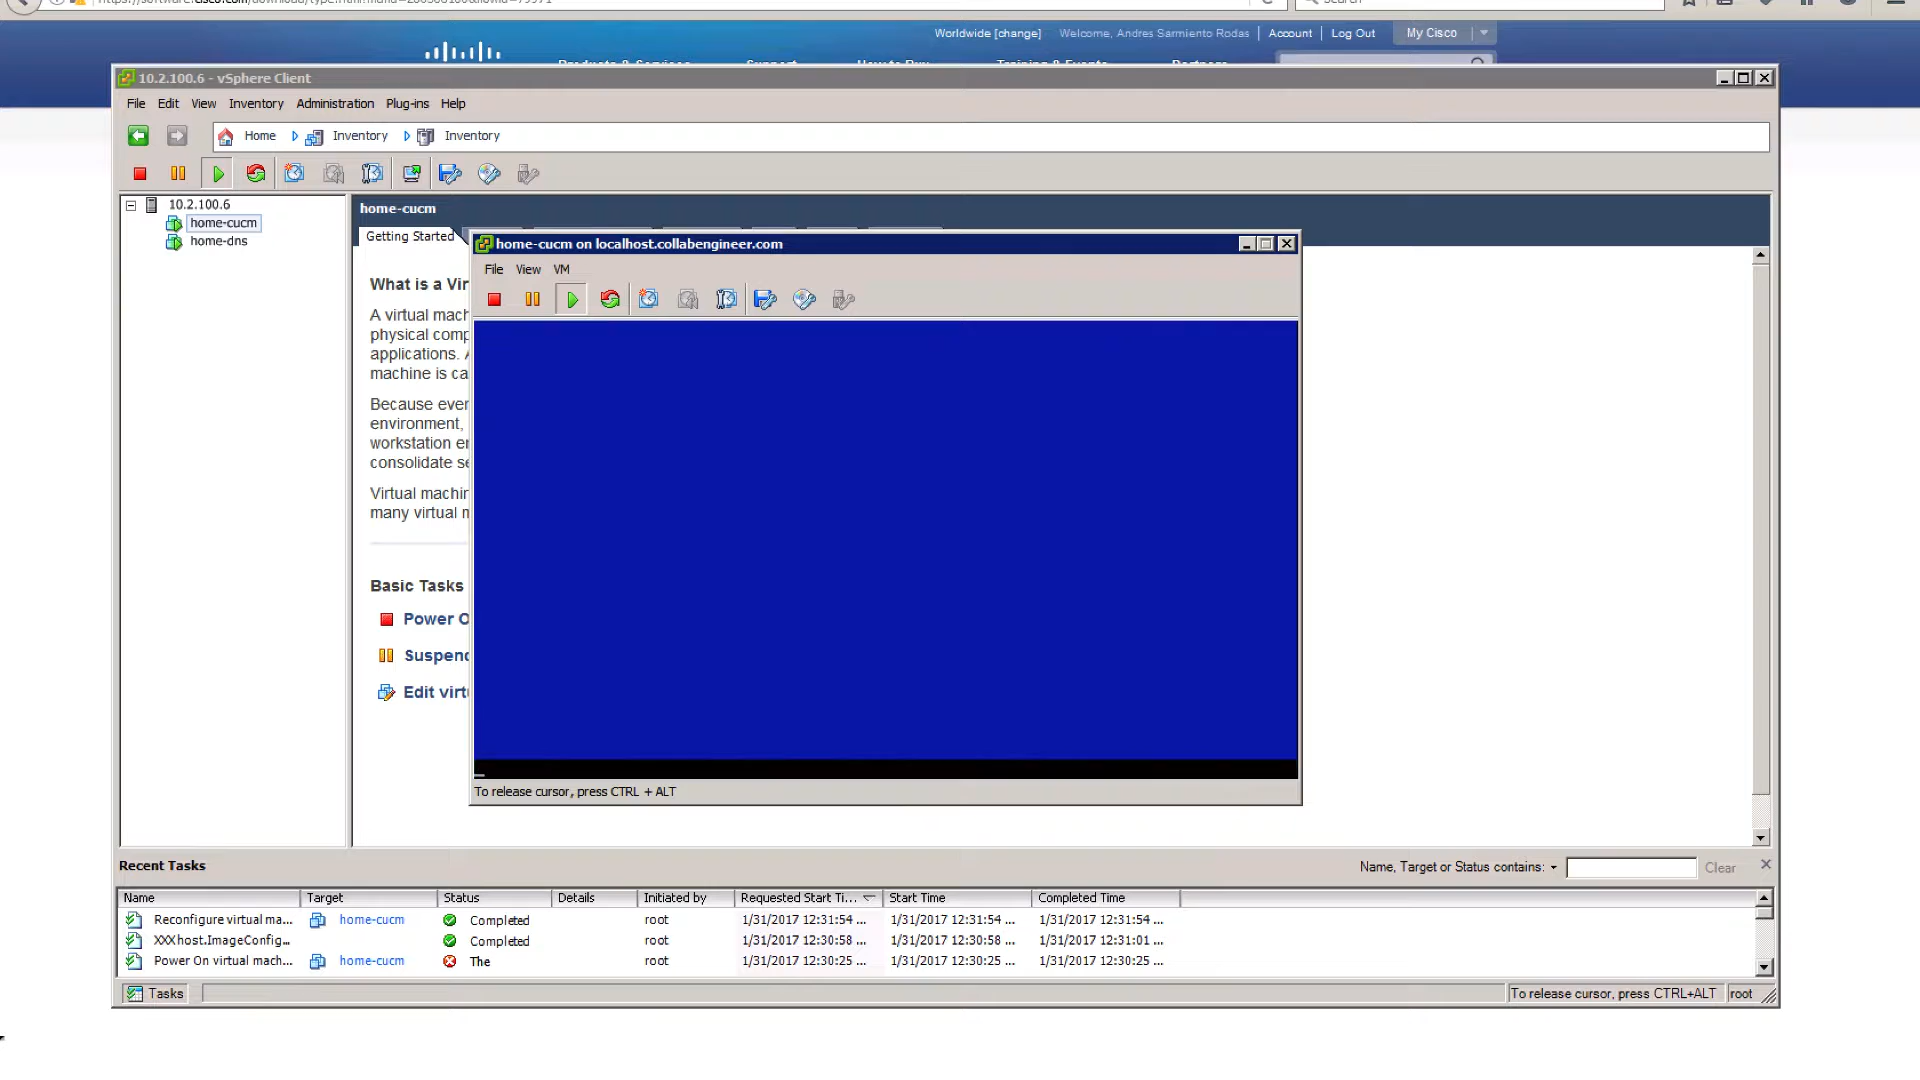 Worldwide [change] Welcome, Andres Sarmiento Rodas Account Log Out My Cisco
10.2.100.6 - vSphere Client
File Edit View Inventory Administration Plug-ins Help
Home Inventory Inventory
10.2.100.6
home-cucm
home-dns
home-cucm
Getting Started
home-cucm on localhost.collabengineer.com
File View VM
What is a Vir
A virtual mach
physical comp
applications. A
machine is ca
Because ever
environment,
workstation en
consolidate se
Virtual machin
many virtual m
Basic Tasks
Power O
Suspend
Edit virtu
To release cursor, press CTRL + ALT
Recent Tasks
Name, Target or Status contains: Clear
Name Target Status Details Initiated by Requested Start Ti... Start Time Completed Time
Reconfigure virtual ma... home-cucm Completed root 1/31/2017 12:31:54 ... 1/31/2017 12:31:54 ... 1/31/2017 12:31:54 ...
XXXhost.ImageConfig... Completed root 1/31/2017 12:30:58 ... 1/31/2017 12:30:58 ... 1/31/2017 12:31:01 ...
Power On virtual mach... home-cucm The root 1/31/2017 12:30:25 ... 1/31/2017 12:30:25 ... 1/31/2017 12:30:25 ...
Tasks To release cursor, press CTRL+ALT root